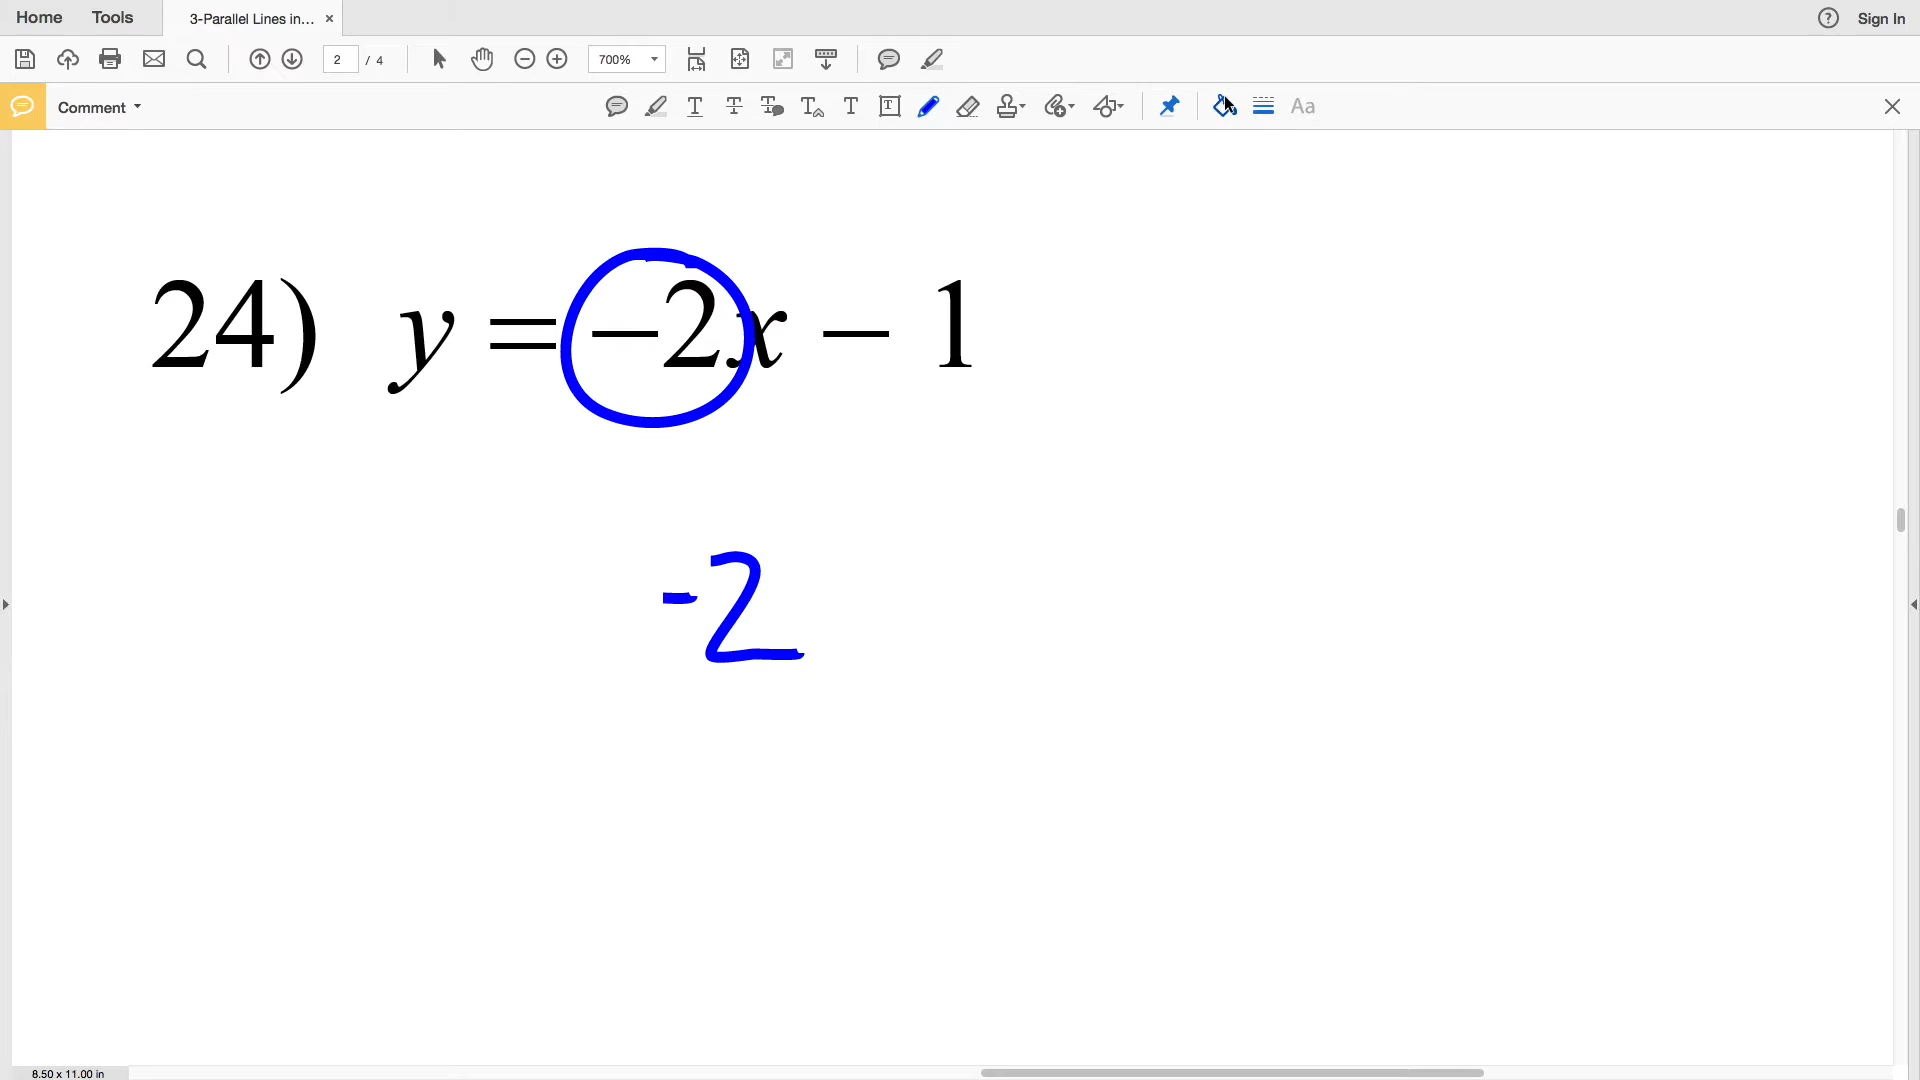 Home Tools 3-Parallel Lines in... × ? Sign In
2 / 4 700%
Comment T T T T T T Aa
24) y = −2x − 1
-2
8.50 x 11.00 in